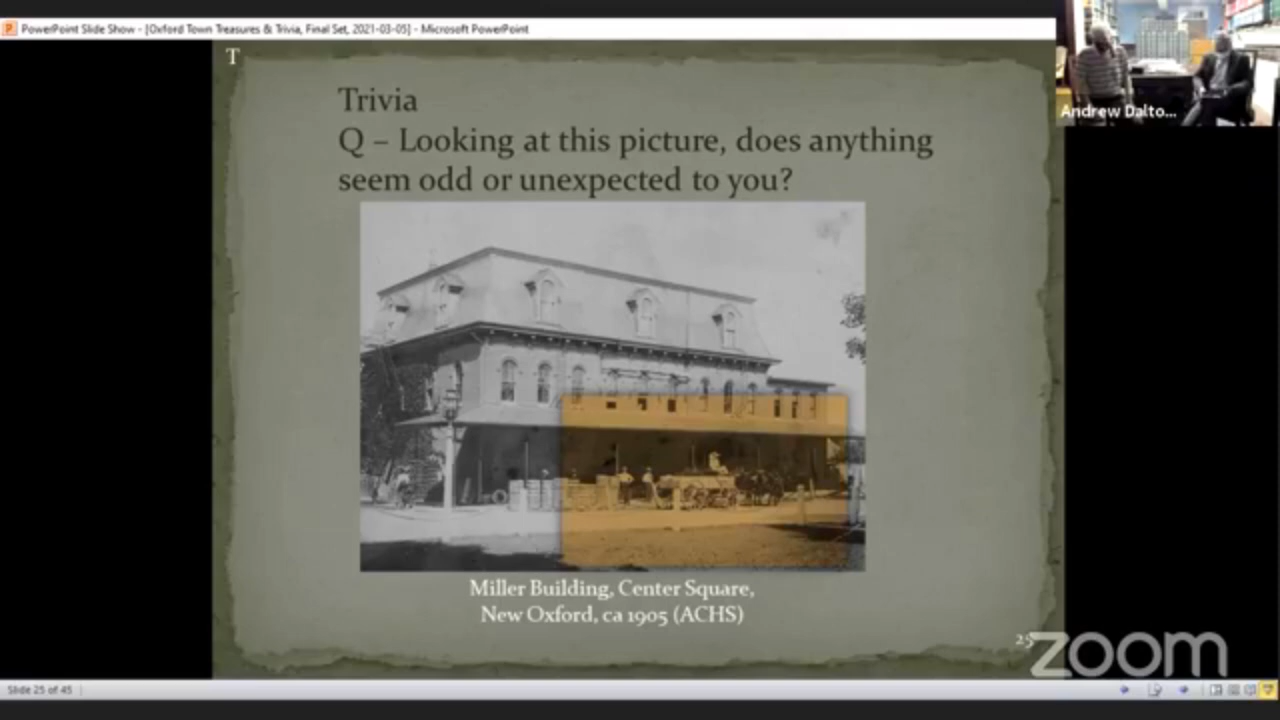 PowerPoint Slide Show - [Oxford Town Treasures & Trivia, Final Set, 2021-03-05] - Microsoft PowerPoint
Andrew Dalto...
T
Trivia
Q – Looking at this picture, does anything
seem odd or unexpected to you?
Miller Building, Center Square,
New Oxford, ca 1905 (ACHS)
25
zoom
Slide 25 of 45